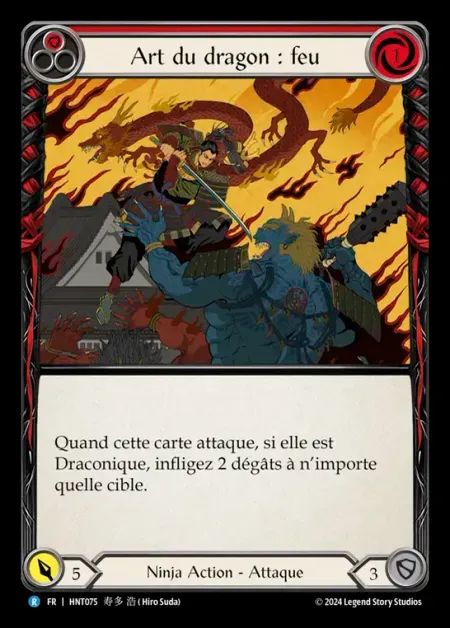 Art du dragon : feu
1
Quand cette carte attaque, si elle est
Draconique, infligez 2 dégâts à n'importe
quelle cible.
5
Ninja Action - Attaque
3
R FR | HNT075 寿多 浩 ( Hiro Suda)
© 2024 Legend Story Studios